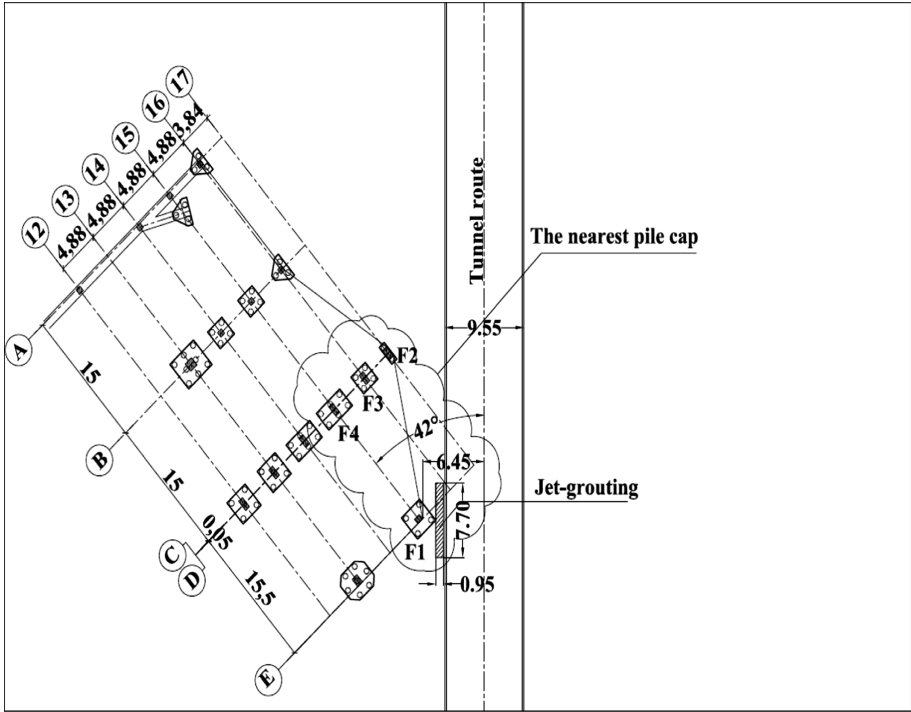 17
16
15
14
13
12
3,84
4,88
4,88
4,88
4,88
Tunnel route
The nearest pile cap
9.55
A
15
F2
F3
F4
42°
B
15
6.45
Jet-grouting
7.70
F1
0,05
C
D
0.95
15,5
E